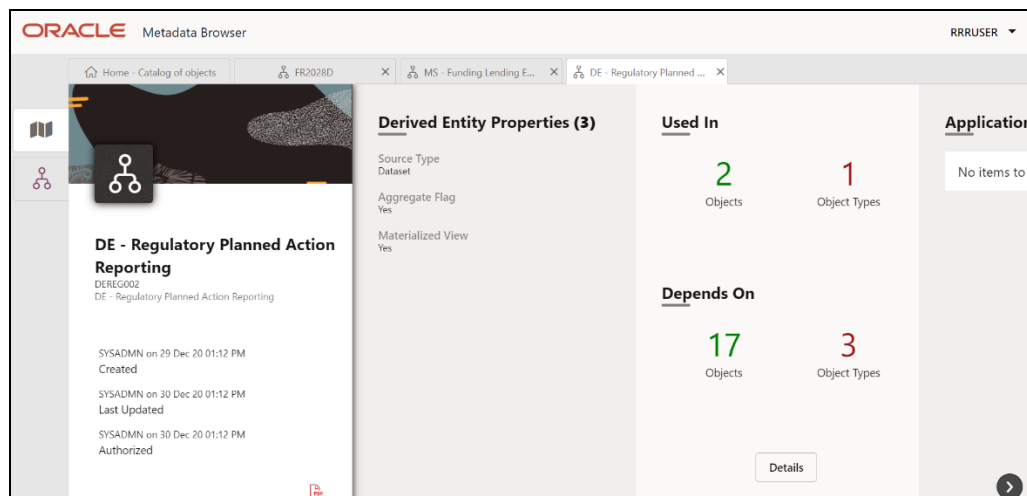 ORACLE Metadata Browser
RRRUSER
Home - Catalog of objects
FR2028D
MS - Funding Lending E...
DE - Regulatory Planned ...
DE - Regulatory Planned Action
Reporting
DEREG002
DE - Regulatory Planned Action Reporting
SYSADMN on 29 Dec 20 01:12 PM
Created
SYSADMN on 30 Dec 20 01:12 PM
Last Updated
SYSADMN on 30 Dec 20 01:12 PM
Authorized
PDF
Derived Entity Properties (3)
Source Type
Dataset
Aggregate Flag
Yes
Materialized View
Yes
Used In
2 1
Objects Object Types
Depends On
17 3
Objects Object Types
Details
Application
No items to